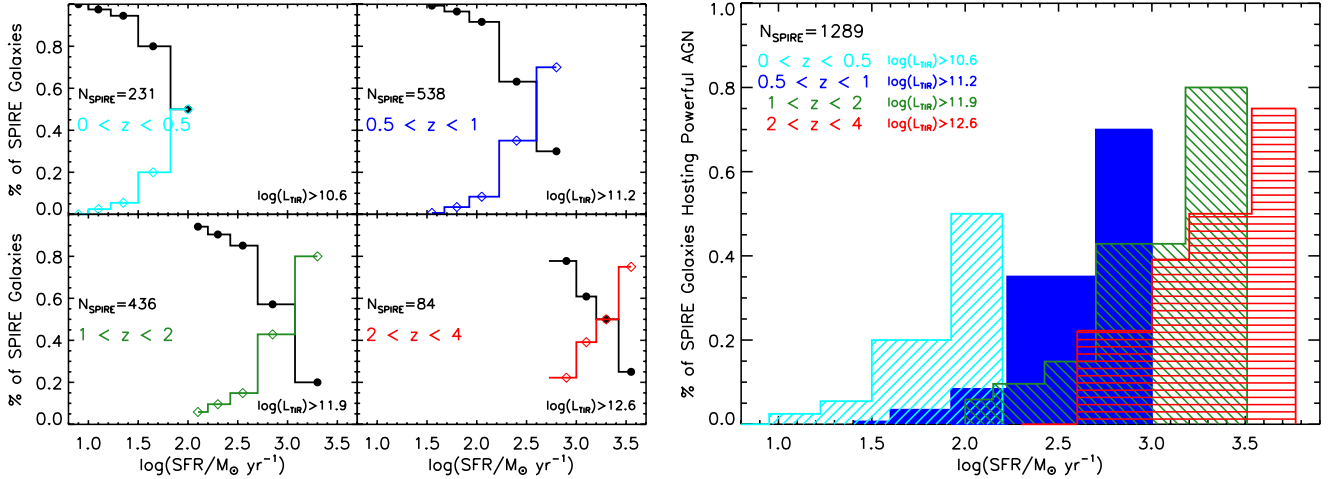 % of SPIRE Galaxies
0.8
0.6
0.4
0.2
0.0
N_SPIRE=231
0 < z < 0.5
log(L_TIR)>10.6
N_SPIRE=538
0.5 < z < 1
log(L_TIR)>11.2
% of SPIRE Galaxies
0.8
0.6
0.4
0.2
N_SPIRE=436
1 < z < 2
log(L_TIR)>11.9
N_SPIRE=84
2 < z < 4
log(L_TIR)>12.6
1.0 1.5 2.0 2.5 3.0 3.5
log(SFR/M⊙ yr⁻¹)
1.0 1.5 2.0 2.5 3.0 3.5
log(SFR/M⊙ yr⁻¹)
% of SPIRE Galaxies Hosting Powerful AGN
1.0
0.8
0.6
0.4
0.2
0.0
N_SPIRE=1289
0 < z < 0.5 log(L_TIR)>10.6
0.5 < z < 1 log(L_TIR)>11.2
1 < z < 2 log(L_TIR)>11.9
2 < z < 4 log(L_TIR)>12.6
1.0 1.5 2.0 2.5 3.0 3.5
log(SFR/M⊙ yr⁻¹)